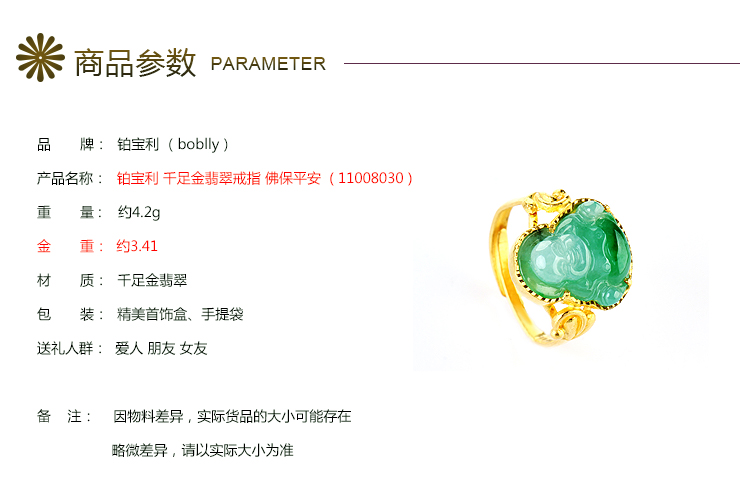 商品参数 PARAMETER
品 牌： 铂宝利（boblly）
产品名称： 铂宝利 千足金翡翠戒指 佛保平安（11008030）
重 量： 约4.2g
金 重： 约3.41
材 质： 千足金翡翠
包 装： 精美首饰盒、手提袋
送礼人群： 爱人 朋友 女友
备 注： 因物料差异，实际货品的大小可能存在
略微差异，请以实际大小为准